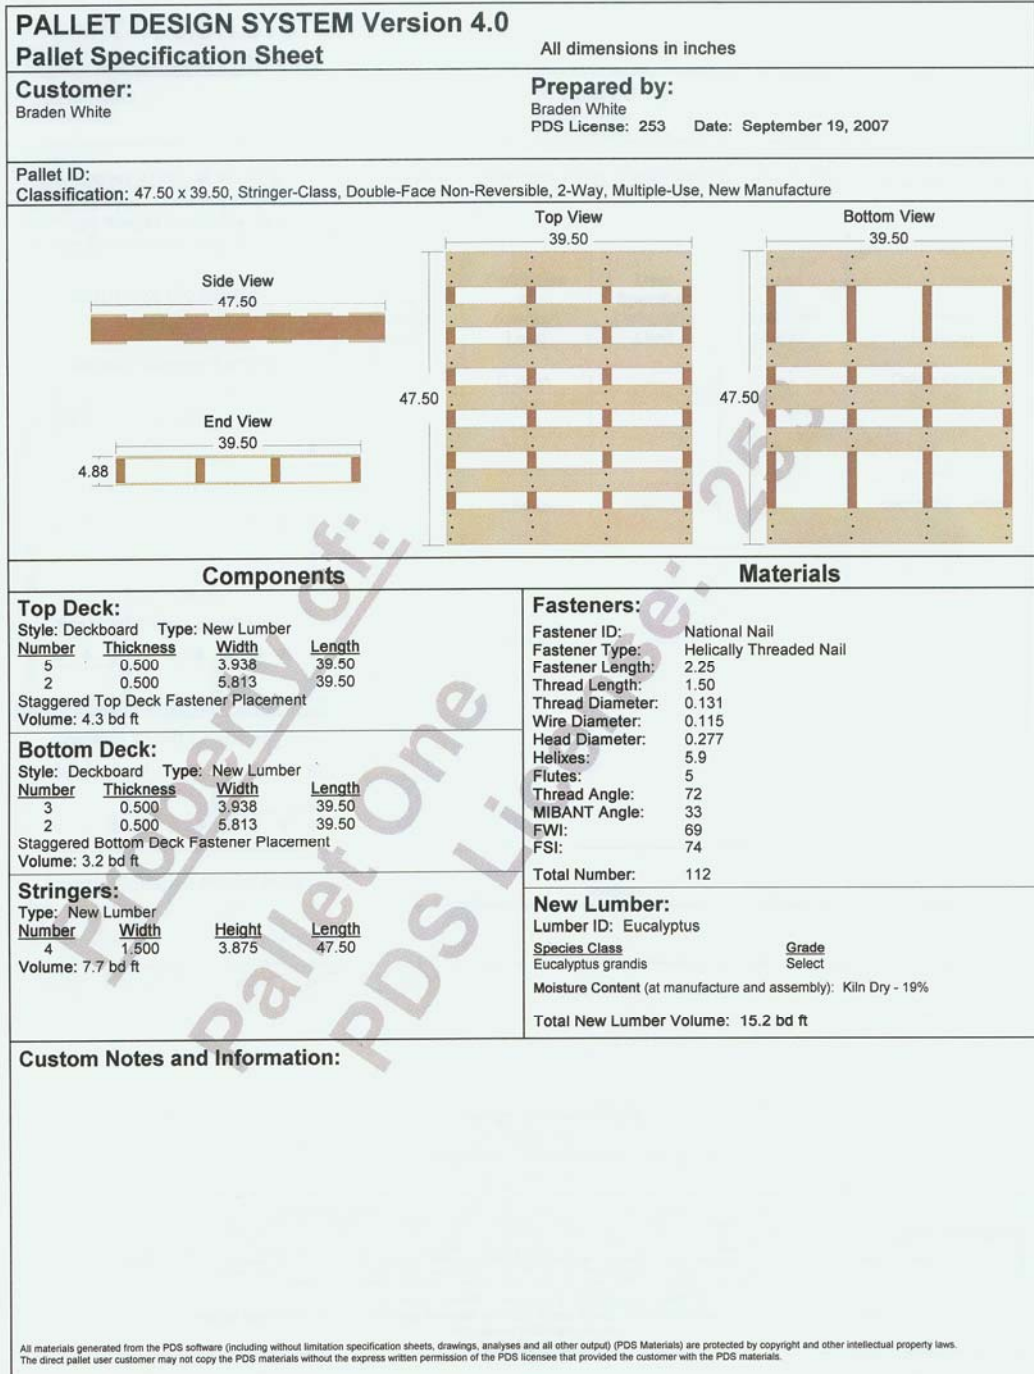 PALLET DESIGN SYSTEM Version 4.0
Pallet Specification Sheet
All dimensions in inches
Customer:
Braden White
Prepared by:
Braden White
PDS License: 253 Date: September 19, 2007
Pallet ID:
Classification: 47.50 x 39.50, Stringer-Class, Double-Face Non-Reversible, 2-Way, Multiple-Use, New Manufacture
Side View
47.50
End View
39.50
4.88
Top View
39.50
47.50
Bottom View
39.50
47.50
Components
Top Deck:
Style: Deckboard Type: New Lumber
Number Thickness Width Length
5 0.500 3.938 39.50
2 0.500 5.813 39.50
Staggered Top Deck Fastener Placement
Volume: 4.3 bd ft
Bottom Deck:
Style: Deckboard Type: New Lumber
Number Thickness Width Length
3 0.500 3.938 39.50
2 0.500 5.813 39.50
Staggered Bottom Deck Fastener Placement
Volume: 3.2 bd ft
Stringers:
Type: New Lumber
Number Width Height Length
4 1.500 3.875 47.50
Volume: 7.7 bd ft
Materials
Fasteners:
Fastener ID: National Nail
Fastener Type: Helically Threaded Nail
Fastener Length: 2.25
Thread Length: 1.50
Thread Diameter: 0.131
Wire Diameter: 0.115
Head Diameter: 0.277
Helixes: 5.9
Flutes: 5
Thread Angle: 72
MIBANT Angle: 33
FWI: 69
FSI: 74
Total Number: 112
New Lumber:
Lumber ID: Eucalyptus
Species Class Grade
Eucalyptus grandis Select
Moisture Content (at manufacture and assembly): Kiln Dry - 19%
Total New Lumber Volume: 15.2 bd ft
Custom Notes and Information:
All materials generated from the PDS software (including without limitation specification sheets, drawings, analyses and all other output) (PDS Materials) are protected by copyright and other intellectual property laws.
The direct pallet user customer may not copy the PDS materials without the express written permission of the PDS licensee that provided the customer with the PDS materials.
Property of:
Pallet One
PDS License: 253